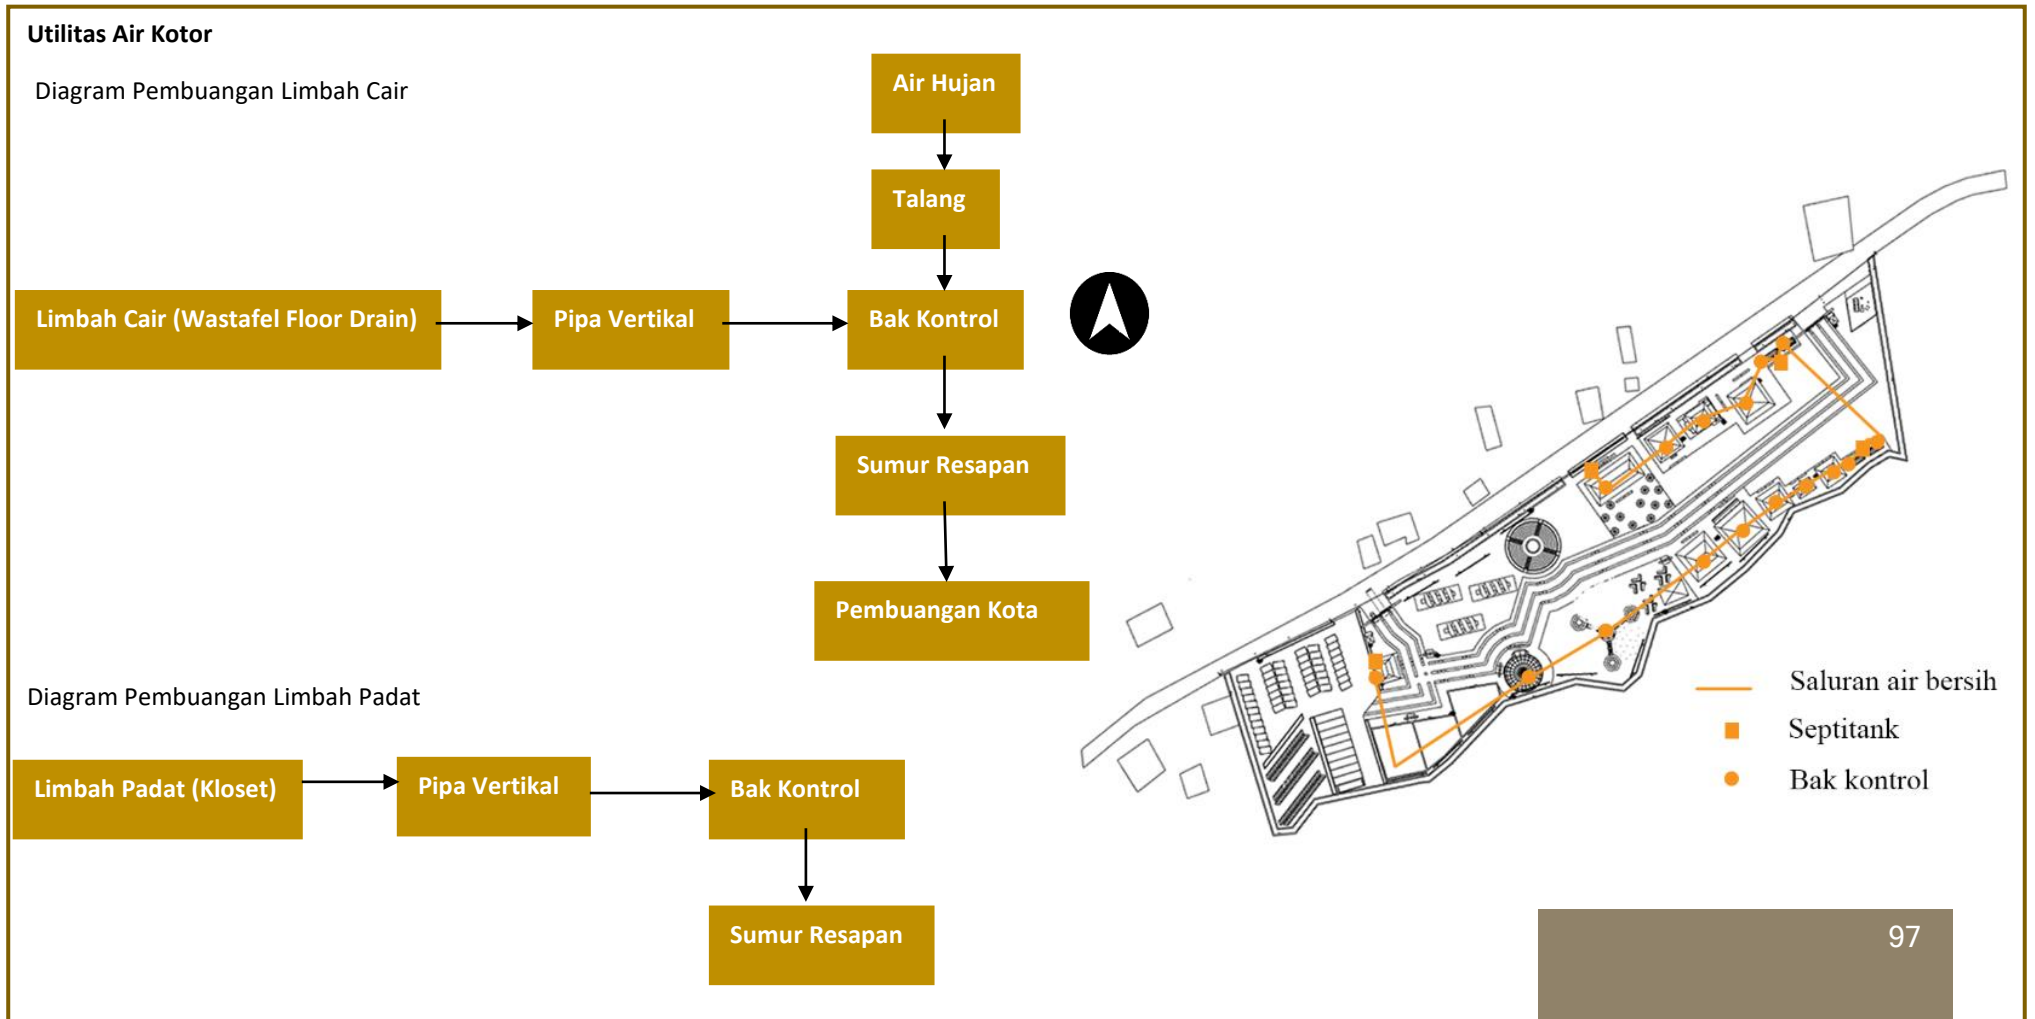 Utilitas Air Kotor
Diagram Pembuangan Limbah Cair
Air Hujan
Talang
Limbah Cair (Wastafel Floor Drain)
Pipa Vertikal
Bak Kontrol
Sumur Resapan
Pembuangan Kota
Diagram Pembuangan Limbah Padat
Limbah Padat (Kloset)
Pipa Vertikal
Bak Kontrol
Sumur Resapan
Saluran air bersih
Septitank
Bak kontrol
97